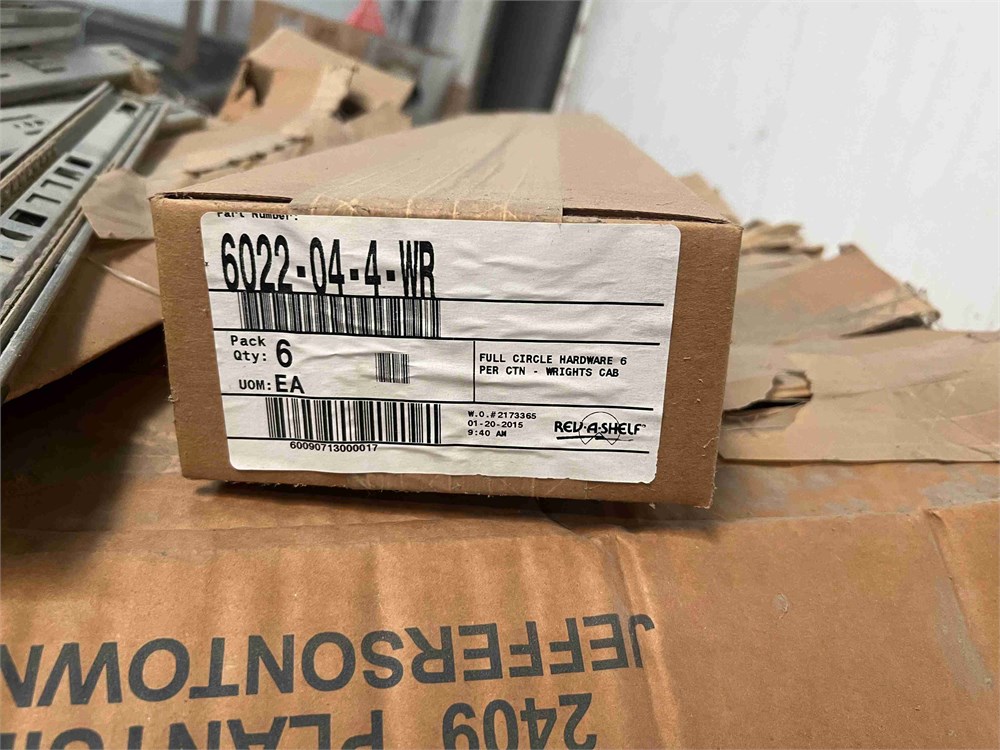 Part Number:
6022-04-4-WR
Pack
Qty: 6
UOM: EA
FULL CIRCLE HARDWARE 6
PER CTN - WRIGHTS CAB
60090713000017
W.O.#2173365
01-20-2015
9:40 AM
REV·A·SHELF™
2409
JEFFERSONTOWN